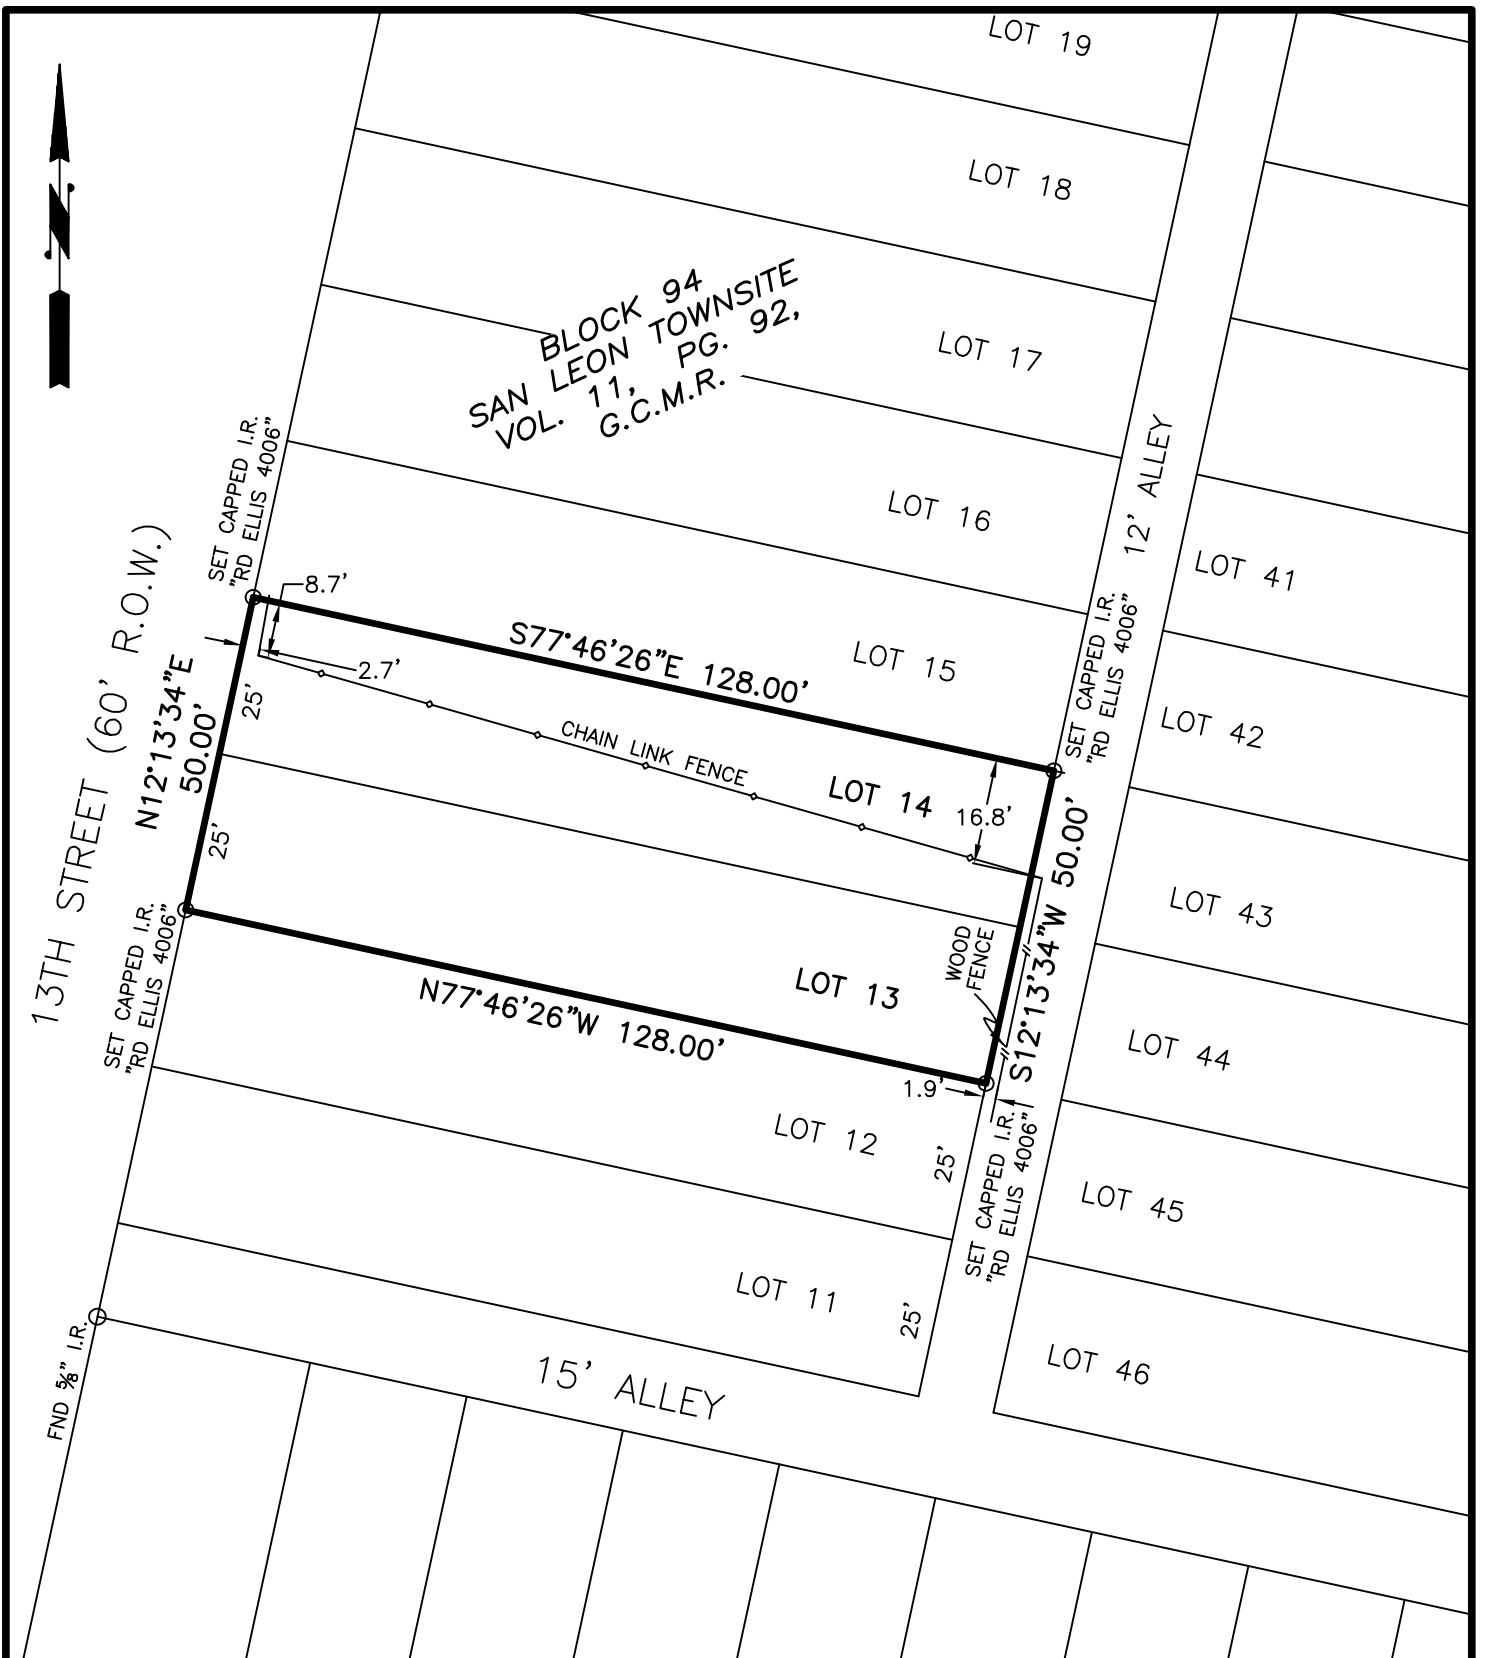 LOT 19
LOT 18
BLOCK 94
SAN LEON TOWNSITE
VOL. 11, PG. 92,
G.C.M.R.
LOT 17
12' ALLEY
LOT 16
SET CAPPED I.R.
"RD ELLIS 4006"
LOT 41
8.7'
2.7'
S77°46'26"E 128.00'
LOT 15
SET CAPPED I.R.
"RD ELLIS 4006"
LOT 42
13TH STREET (60' R.O.W.)
N12°13'34"E
50.00'
25'
25'
CHAIN LINK FENCE
LOT 14
16.8'
S12°13'34"W 50.00'
LOT 43
SET CAPPED I.R.
"RD ELLIS 4006"
WOOD
FENCE
LOT 13
N77°46'26"W 128.00'
LOT 44
1.9'
LOT 12
25'
SET CAPPED I.R.
"RD ELLIS 4006"
LOT 45
LOT 11
25'
FND 5/8" I.R.
15' ALLEY
LOT 46
N